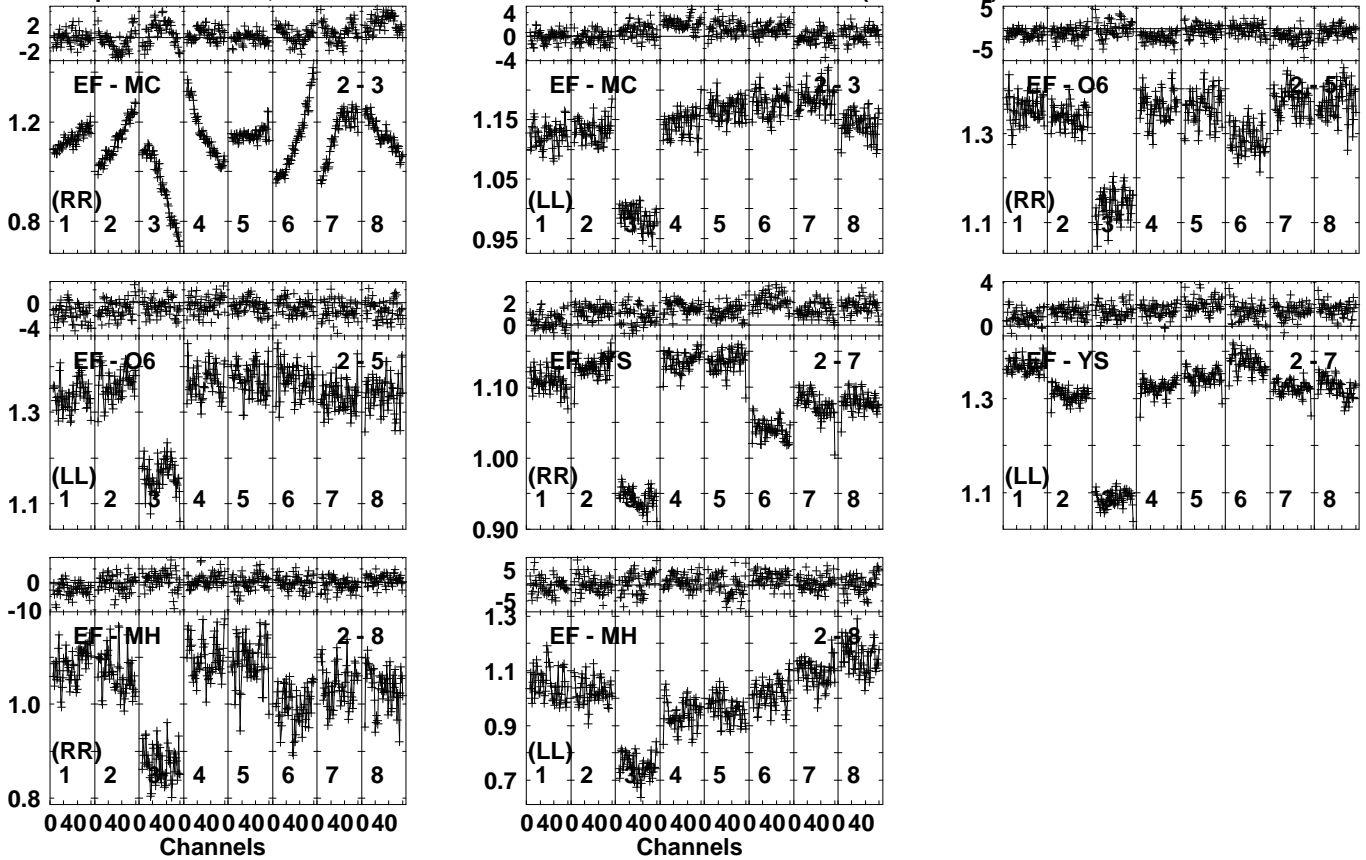 2 4 5
-2 0 -5
-4
EF - MC 2 - 3 EF - MC 2 - 3 EF - O6 2 - 5
1.2 1.15 1.3
1.05
(RR) (LL) (RR)
0.8 1 2 3 4 5 6 7 8 0.95 1 2 3 4 5 6 7 8 1.1 1 2 3 4 5 6 7 8
0 2 4
-4 0 0
EF - O6 2 - 5 EF - YS 2 - 7 EF - YS 2 - 7
1.3 1.10 1.3
1.00
(LL) (RR) (LL)
1.1 1 2 3 4 5 6 7 8 0.90 1 2 3 4 5 6 7 8 1.1 1 2 3 4 5 6 7 8
0 5
-10 -5
1.3
EF - MH 2 - 8 EF - MH 2 - 8
1.0 1.1
0.9
(RR) (LL)
0.8 1 2 3 4 5 6 7 8 0.7 1 2 3 4 5 6 7 8
0 40 0 40 0 40 0 40 0 40 0 40 0 40 0 40 0 40 0 40 0 40 0 40 0 40 0 40 0 40 0 40
Channels Channels